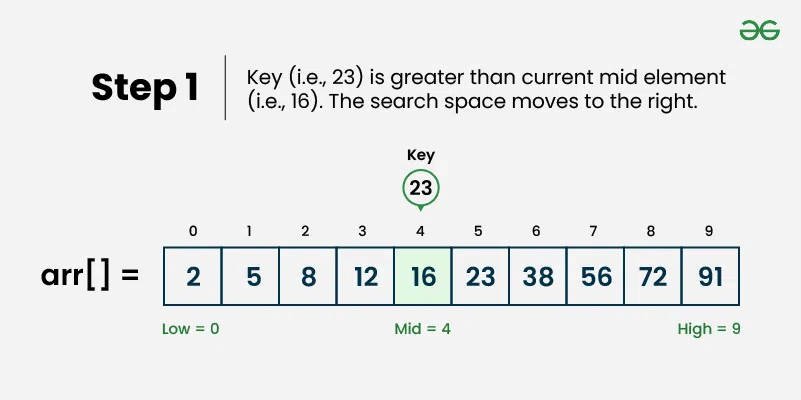 Step 1
Key (i.e., 23) is greater than current mid element
(i.e., 16). The search space moves to the right.
Key
23
0 1 2 3 4 5 6 7 8 9
arr[] = 2 5 8 12 16 23 38 56 72 91
Low = 0 Mid = 4 High = 9